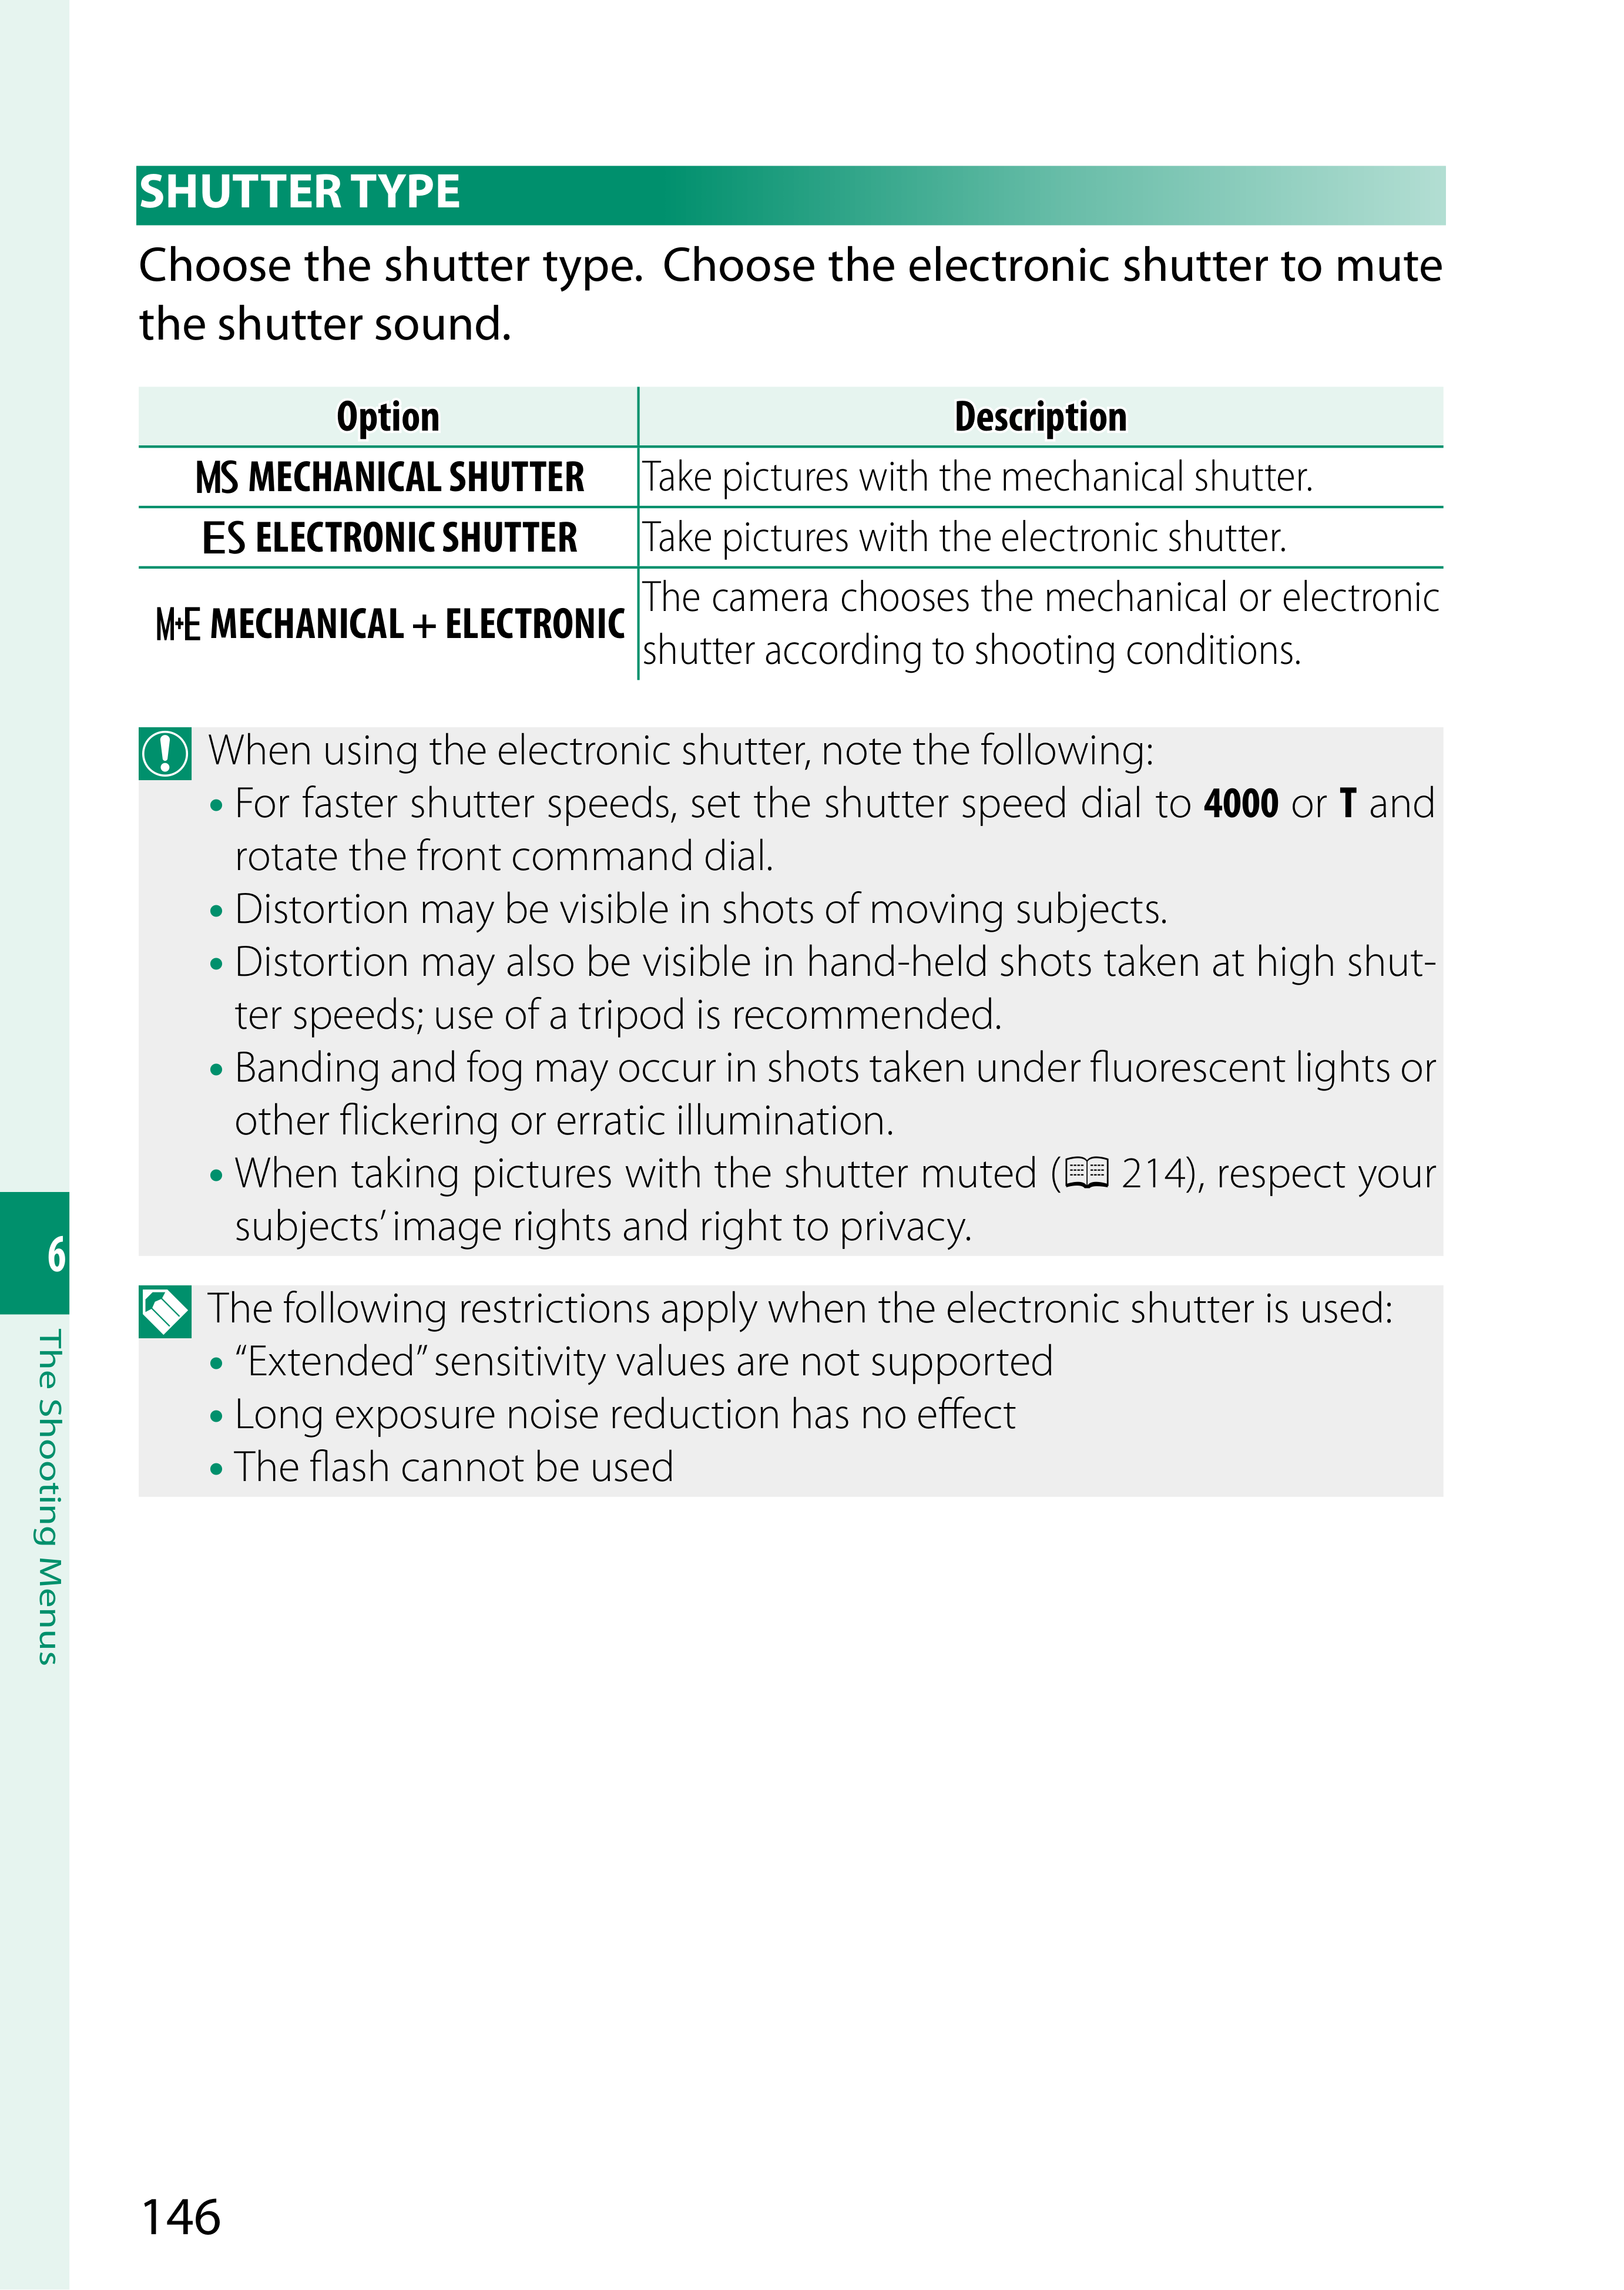 SHUTTER TYPE
Choose the shutter type. Choose the electronic shutter to mute
the shutter sound.
Option
Description
MS MECHANICAL SHUTTER
Take pictures with the mechanical shutter.
ES ELECTRONIC SHUTTER
Take pictures with the electronic shutter.
M+E MECHANICAL + ELECTRONIC
The camera chooses the mechanical or electronic
shutter according to shooting conditions.
When using the electronic shutter, note the following:
• For faster shutter speeds, set the shutter speed dial to 4000 or T and
rotate the front command dial.
• Distortion may be visible in shots of moving subjects.
• Distortion may also be visible in hand-held shots taken at high shut-
ter speeds; use of a tripod is recommended.
• Banding and fog may occur in shots taken under fluorescent lights or
other flickering or erratic illumination.
• When taking pictures with the shutter muted (📖 214), respect your
subjects’ image rights and right to privacy.
The following restrictions apply when the electronic shutter is used:
• “Extended” sensitivity values are not supported
• Long exposure noise reduction has no effect
• The flash cannot be used
6
The Shooting Menus
146